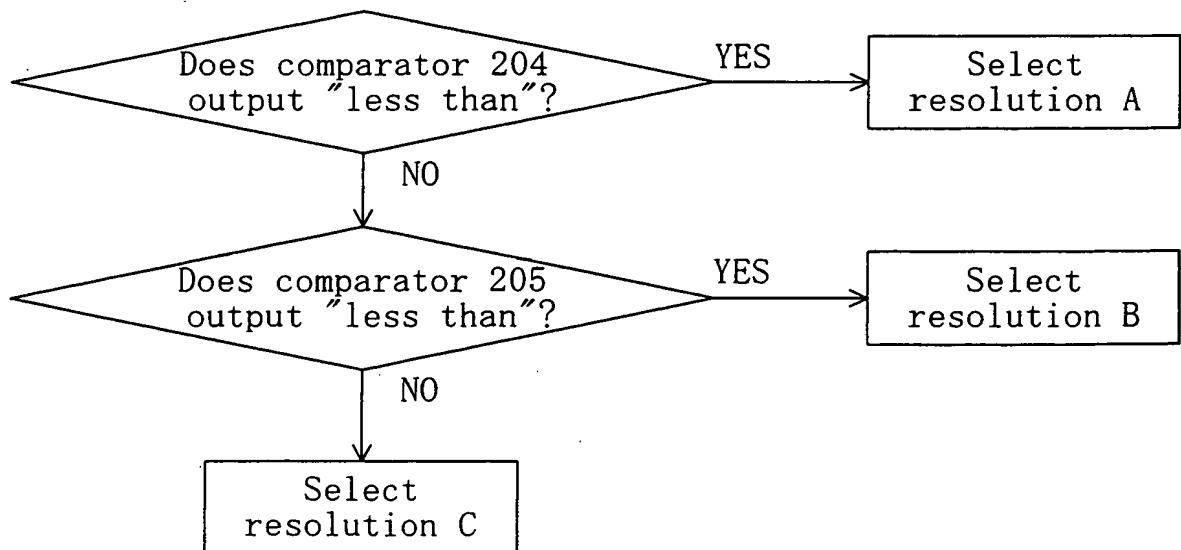 Does comparator 204
output "less than"?
YES
Select
resolution A
NO
Does comparator 205
output "less than"?
YES
Select
resolution B
NO
Select
resolution C